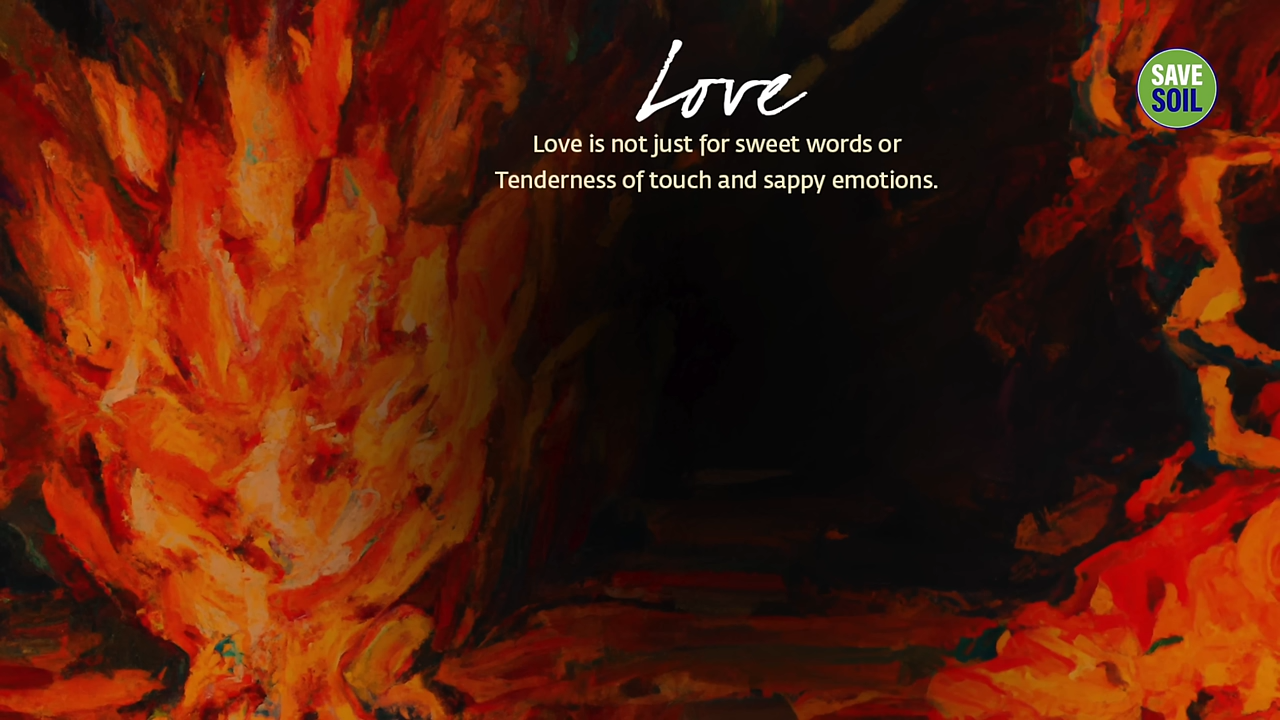 Love
Love is not just for sweet words or
Tenderness of touch and sappy emotions.
SAVE
SOIL